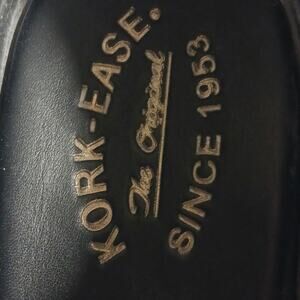 KORK-EASE.
The Original
SINCE 1953